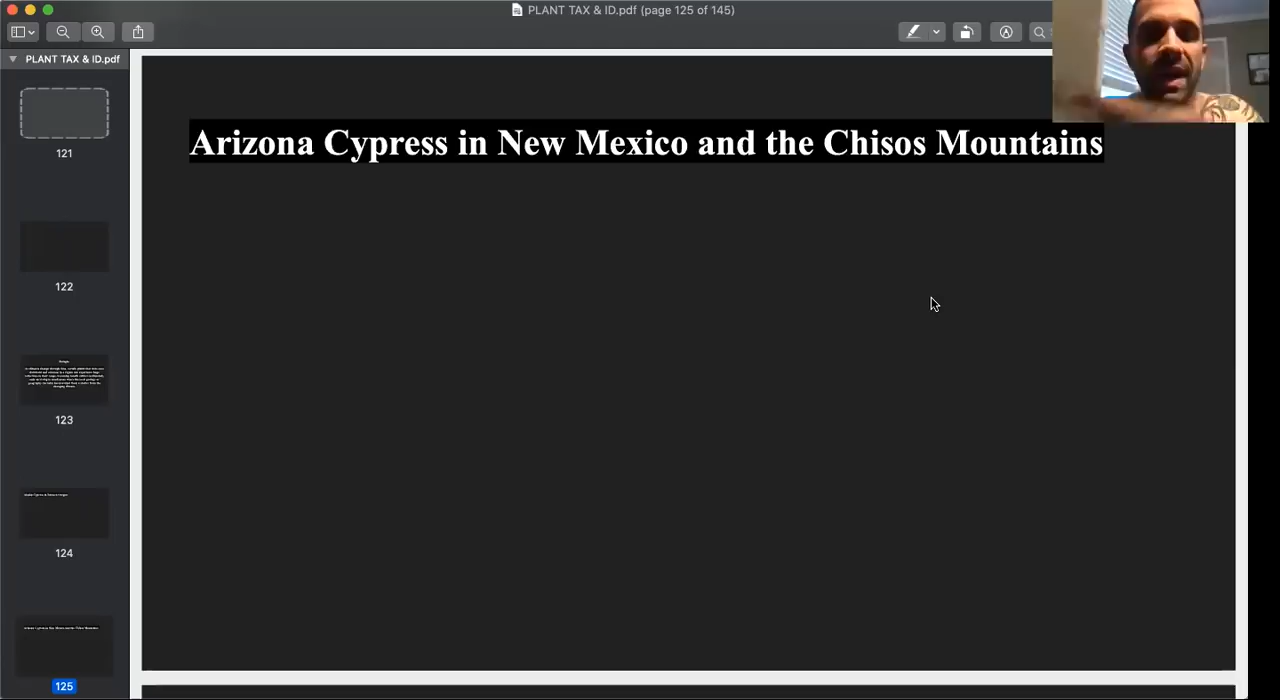 PLANT TAX & ID.pdf (page 125 of 145)
PLANT TAX & ID.pdf
Arizona Cypress in New Mexico and the Chisos Mountains
121
122
123
124
125